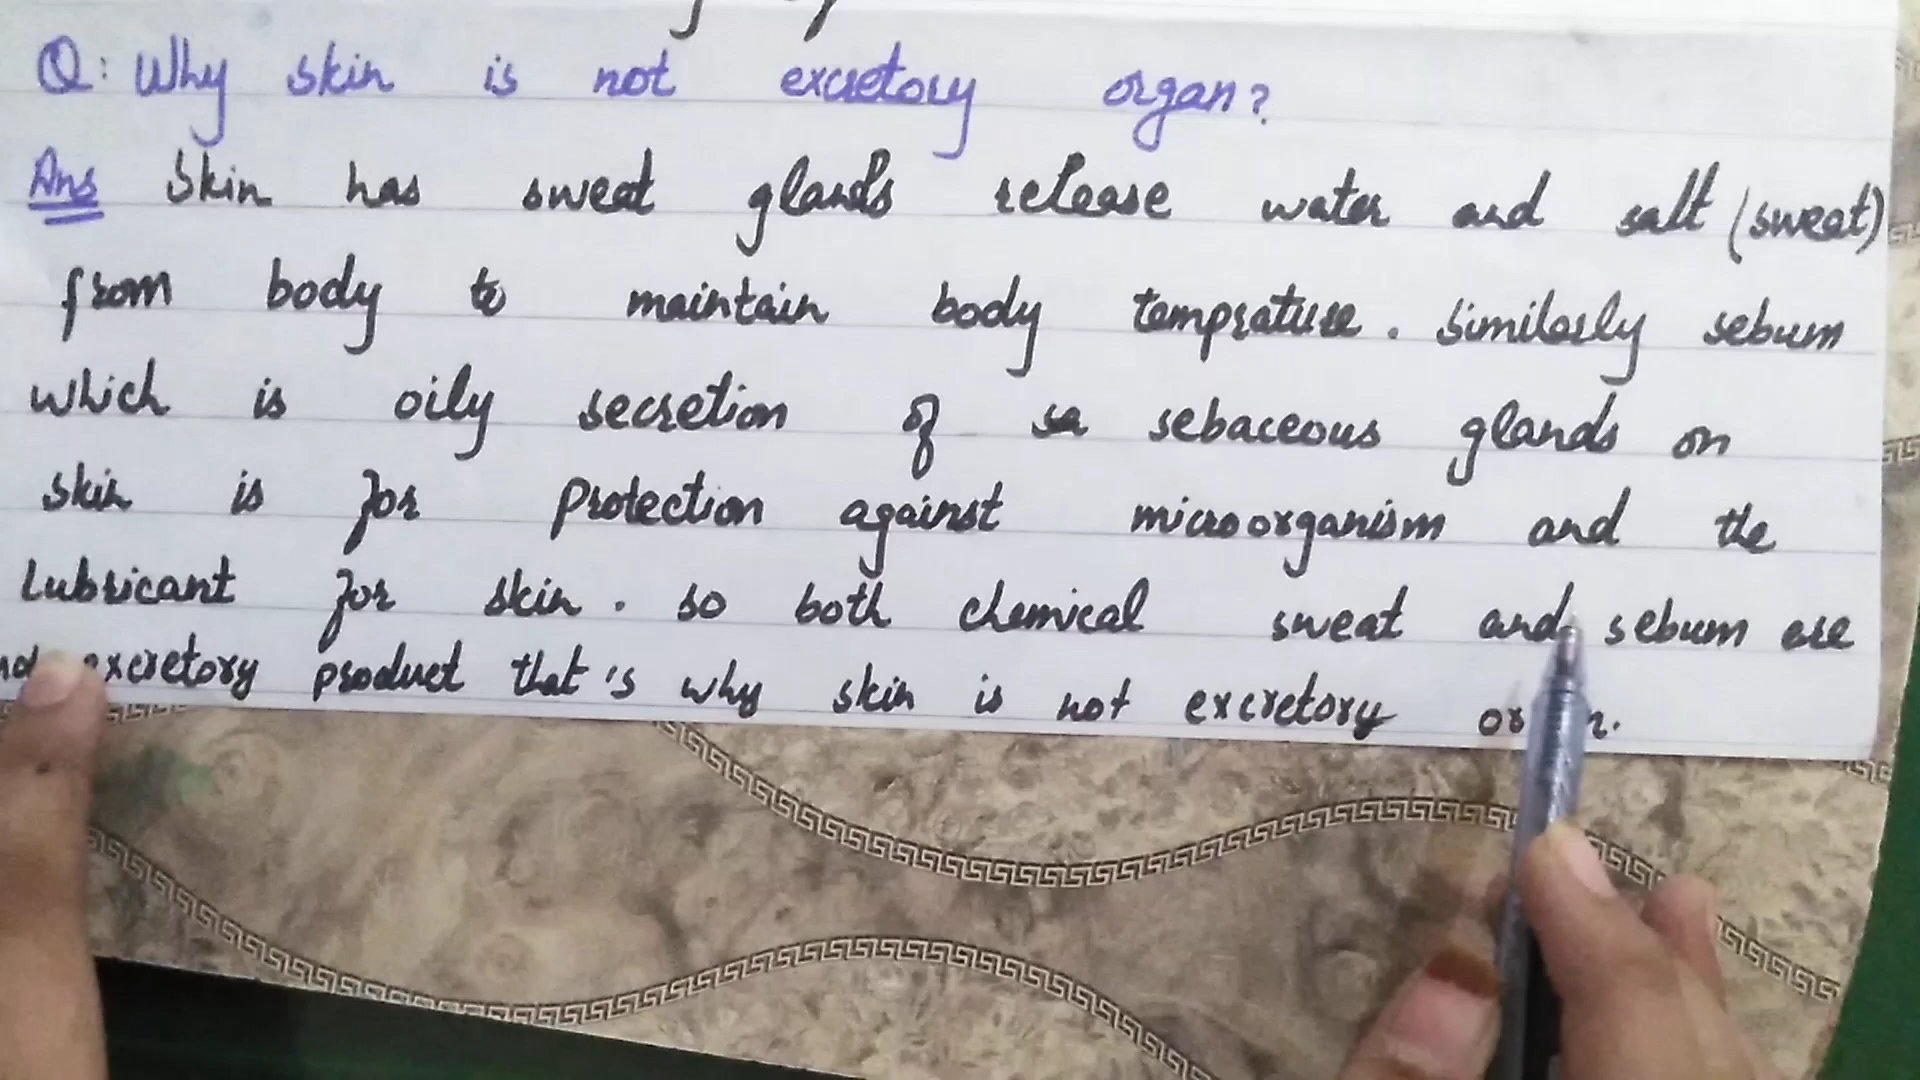 Q: Why skin is not excretory organ?
Ans Skin has sweat glands release water and salt (sweat)
from body to maintain body temprature. Similarly sebum
which is oily secretion of sa sebaceous glands on
skin is for Protection against microorganism and the
Lubricant for skin. so both chemical sweat and sebum are
excretory product that's why skin is not excretory